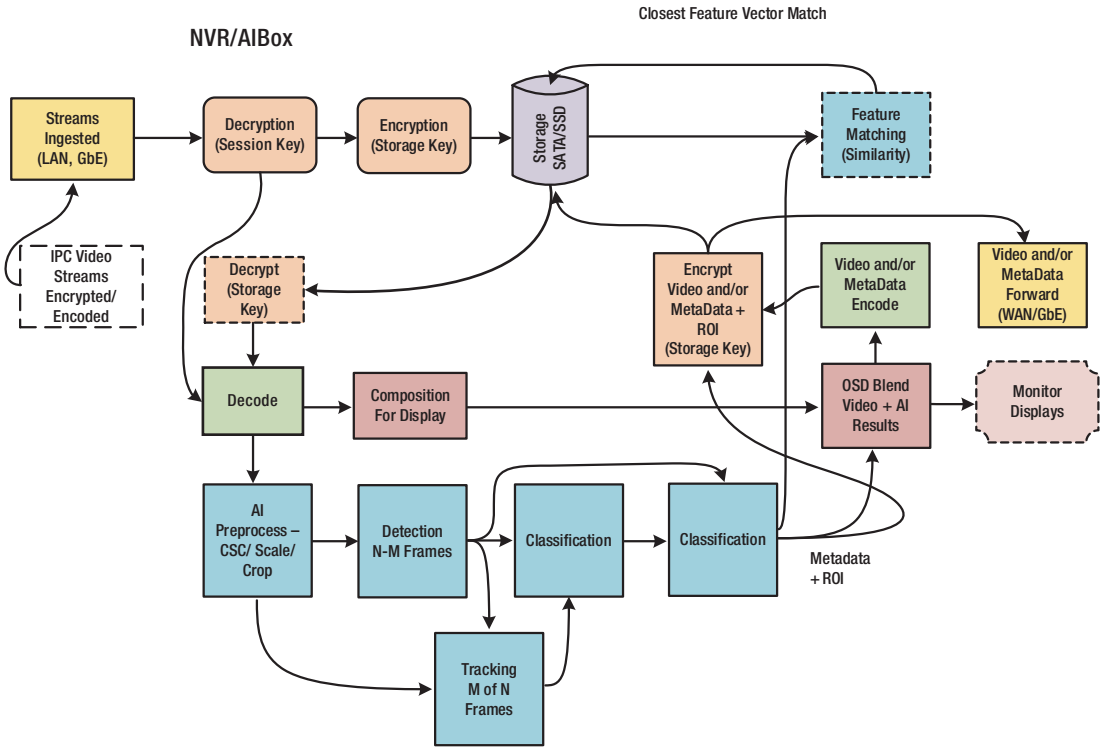 Closest Feature Vector Match
NVR/AIBox
Streams
Ingested
(LAN, GbE)
Decryption
(Session Key)
Encryption
(Storage Key)
Storage
SATA/SSD
Feature
Matching
(Similarity)
IPC Video
Streams
Encrypted/
Encoded
Decrypt
(Storage
Key)
Encrypt
Video and/or
MetaData +
ROI
(Storage Key)
Video and/or
MetaData
Encode
Video and/or
MetaData
Forward
(WAN/GbE)
Decode
Composition
For Display
OSD Blend
Video + AI
Results
Monitor
Displays
AI
Preprocess –
CSC/ Scale/
Crop
Detection
N-M Frames
Classification
Classification
Metadata
+ ROI
Tracking
M of N
Frames